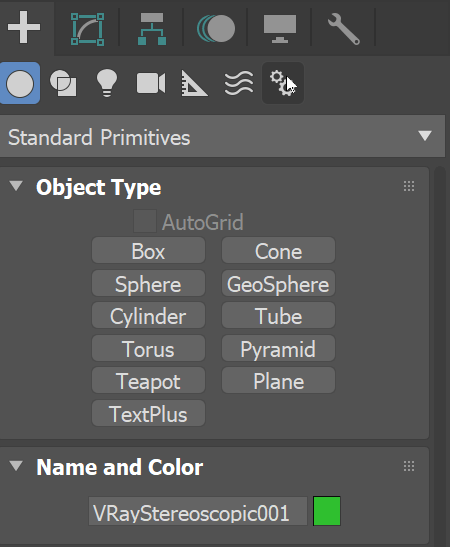 Standard Primitives
Object Type
AutoGrid
Box Cone
Sphere GeoSphere
Cylinder Tube
Torus Pyramid
Teapot Plane
TextPlus
Name and Color
VRayStereoscopic001